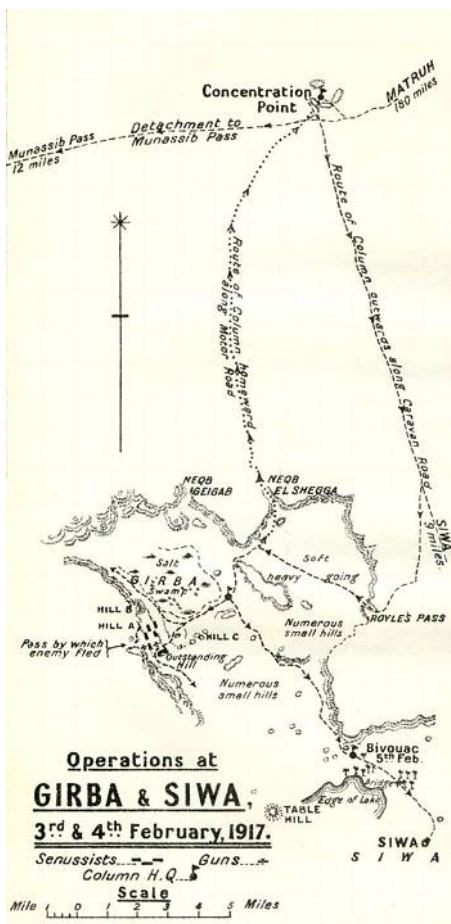 Concentration
Point
MATRUH
180 miles
Detachment to
Munassib Pass
Munassib Pass
12 miles
Route of Column homeward
along Motor Road
Route of Column outwards along Caravan Road
SIWA
9 miles.
NEQB
GEIGAB
NEQB
EL SHEGGA
Salt
GIRBA
Swamp
Soft
heavy going
ROYLES PASS
HILL B
HILL A
HILL C
Numerous
small hills
Pass by which
enemy Fled
Outstanding
Hill
Numerous
small hills
Bivouac
5th Feb.
Bridge
Edge of Lake
TABLE
HILL
SIWA
SIWA
Operations at
GIRBA & SIWA,
3rd & 4th February, 1917.
Senussists Guns
Column H.Q.
Scale
Mile 1 0 1 2 3 4 5 Miles